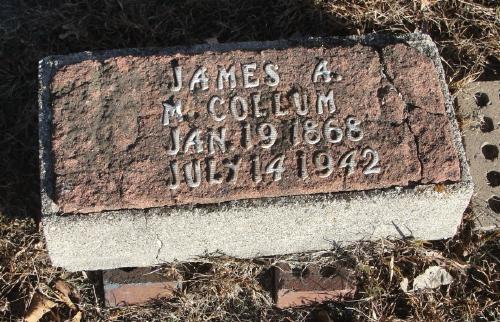 JAMES A.
M. COLLUM
JAN 19 1868
JULY 14 1942